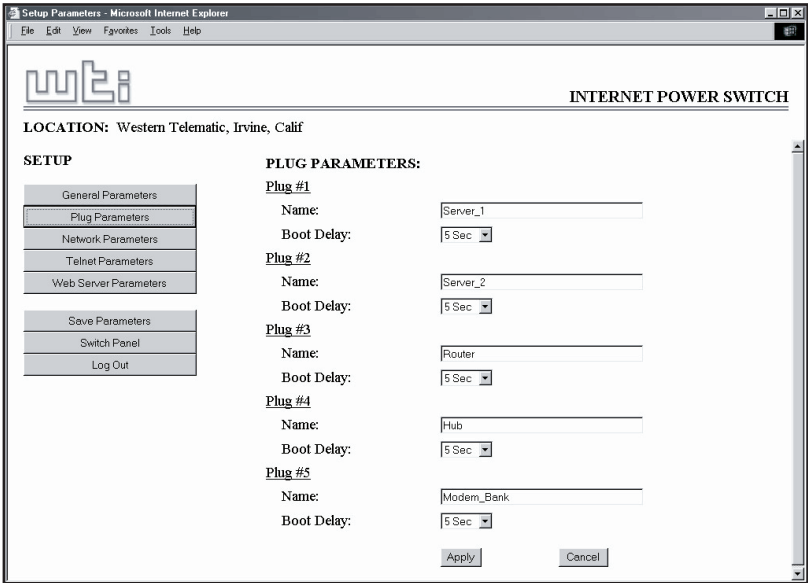 Setup Parameters - Microsoft Internet Explorer
File Edit View Favorites Tools Help
wti
INTERNET POWER SWITCH
LOCATION: Western Telematic, Irvine, Calif
SETUP
General Parameters
Plug Parameters
Network Parameters
Telnet Parameters
Web Server Parameters
Save Parameters
Switch Panel
Log Out
PLUG PARAMETERS:
Plug #1
Name: Server_1
Boot Delay: 5 Sec
Plug #2
Name: Server_2
Boot Delay: 5 Sec
Plug #3
Name: Router
Boot Delay: 5 Sec
Plug #4
Name: Hub
Boot Delay: 5 Sec
Plug #5
Name: Modem_Bank
Boot Delay: 5 Sec
Apply Cancel